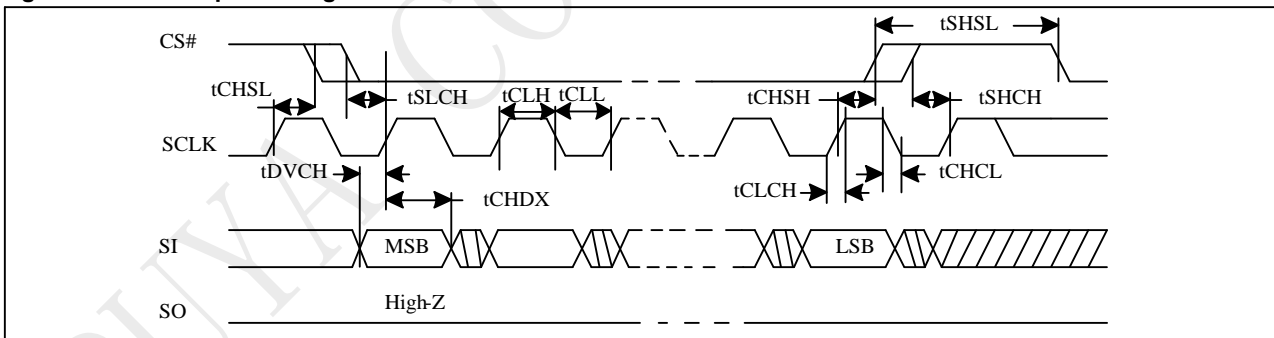 tSHSL
CS#
tCHSL
tSLCH
tCLH
tCLL
tCHSH
tSHCH
SCLK
tDVCH
tCHDX
tCLCH
tCHCL
SI
MSB
LSB
SO
High-Z